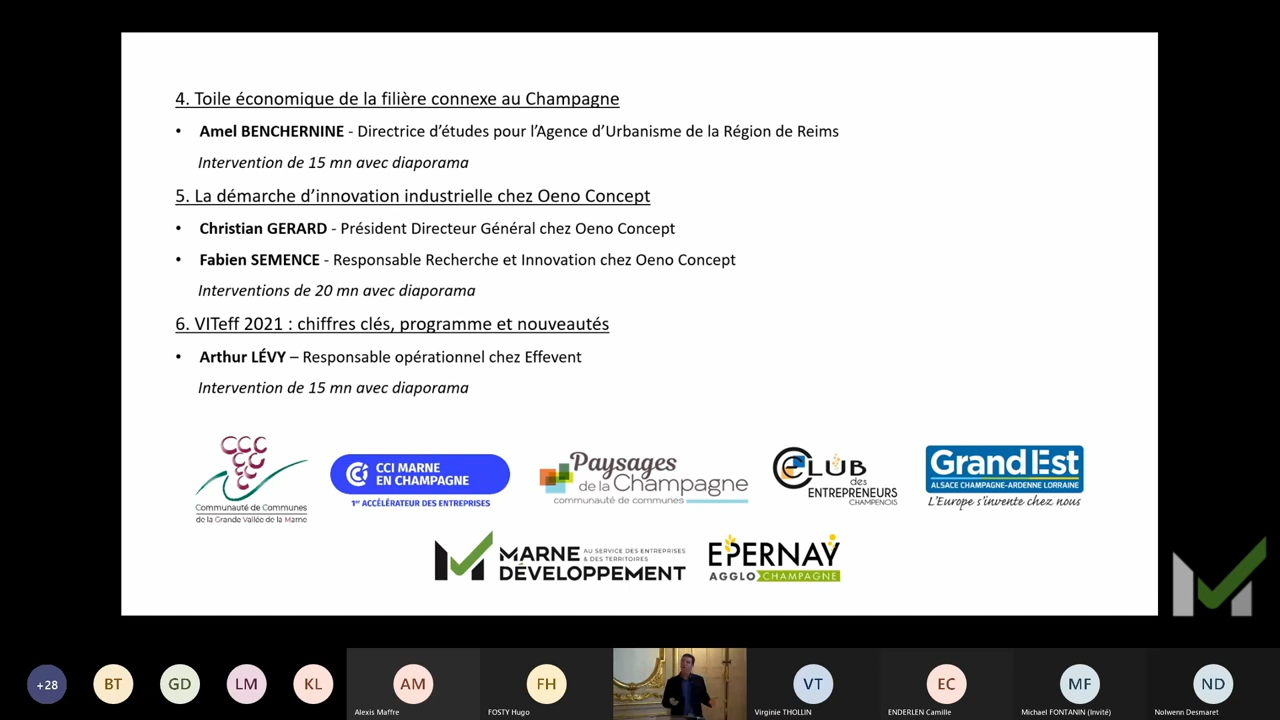 4. Toile économique de la filière connexe au Champagne
• Amel BENCHERNINE - Directrice d'études pour l'Agence d'Urbanisme de la Région de Reims
Intervention de 15 mn avec diaporama
5. La démarche d'innovation industrielle chez Oeno Concept
• Christian GERARD - Président Directeur Général chez Oeno Concept
• Fabien SEMENCE - Responsable Recherche et Innovation chez Oeno Concept
Interventions de 20 mn avec diaporama
6. VITeff 2021 : chiffres clés, programme et nouveautés
• Arthur LÉVY – Responsable opérationnel chez Effevent
Intervention de 15 mn avec diaporama
CCC
CC
C
Communauté de Communes
de la Grande Vallée de la Marne
CCI MARNE
EN CHAMPAGNE
1er ACCÉLÉRATEUR DES ENTREPRISES
Paysages
de la Champagne
communauté de communes
CLUB
des
ENTREPRENEURS
CHAMPENOIS
GrandEst
ALSACE CHAMPAGNE-ARDENNE LORRAINE
L'Europe s'invente chez nous
MARNE AU SERVICE DES ENTREPRISES
& DES TERRITOIRES
DÉVELOPPEMENT
EPERNAY
AGGLO CHAMPAGNE
+28
BT
GD
LM
KL
AM
Alexis Maffre
FH
FOSTY Hugo
VT
Virginie THOLLIN
EC
ENDERLEN Camille
MF
Michael FONTANIN (Invité)
ND
Nolwenn Desmaret